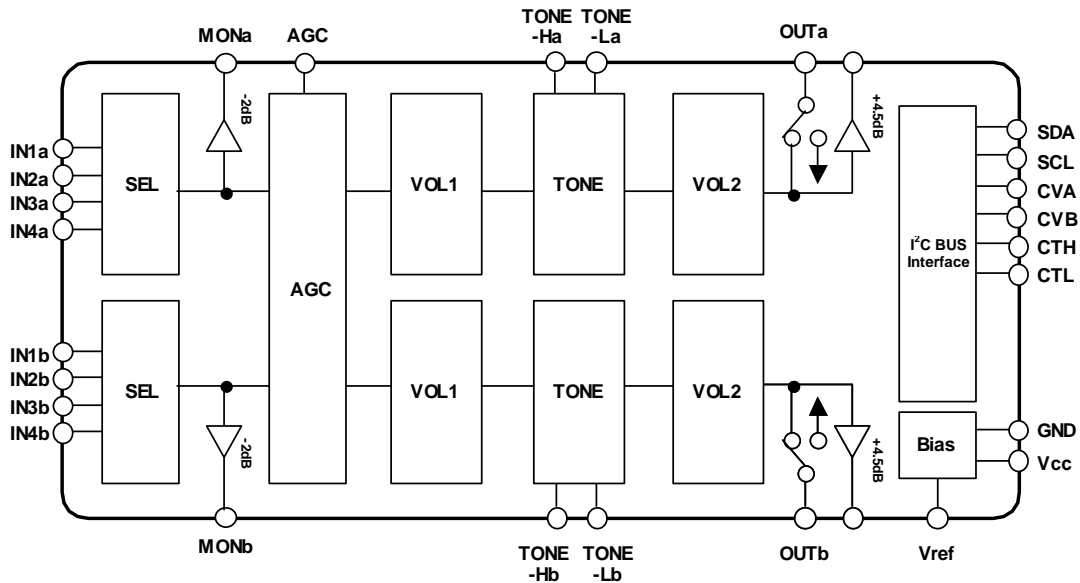 TONE
-Ha
TONE
-La
MONa
AGC
OUTa
-2dB
+4.5dB
IN1a
IN2a
IN3a
IN4a
SEL
VOL1
TONE
VOL2
SDA
SCL
CVA
CVB
CTH
CTL
I²C BUS
Interface
AGC
IN1b
IN2b
IN3b
IN4b
SEL
VOL1
TONE
VOL2
-2dB
+4.5dB
Bias
GND
Vcc
MONb
TONE
-Hb
TONE
-Lb
OUTb
Vref